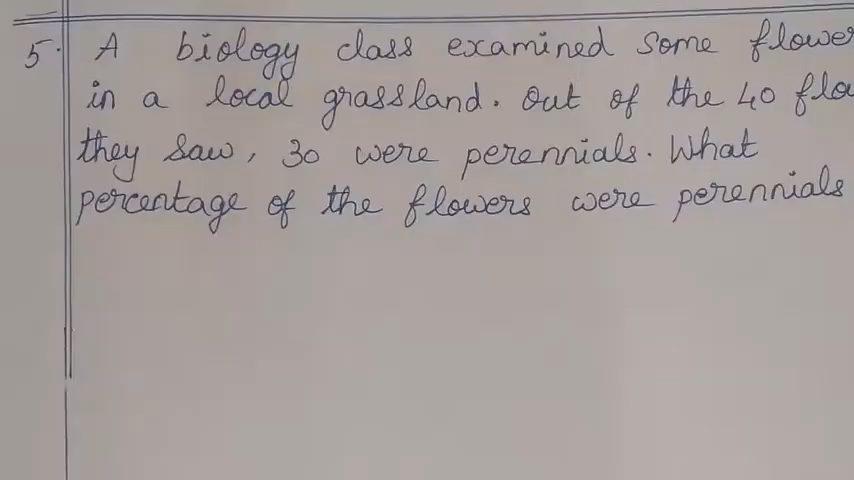 5. A biology class examined some flower
in a local grassland. Out of the 40 flo
they saw, 30 were perennials. What
percentage of the flowers were perennials